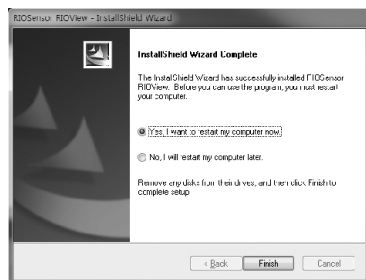 RIOSensor RIOView - InstallShield Wizard
InstallShield Wizard Complete
The InstallShield Wizard has successfully installed RIOSensor
RIOView. Before you can use the program, you must restart
your computer.
Yes, I want to restart my computer now.
No, I will restart my computer later.
Remove any disks from their drives, and then click Finish to
complete setup.
< Back
Finish
Cancel